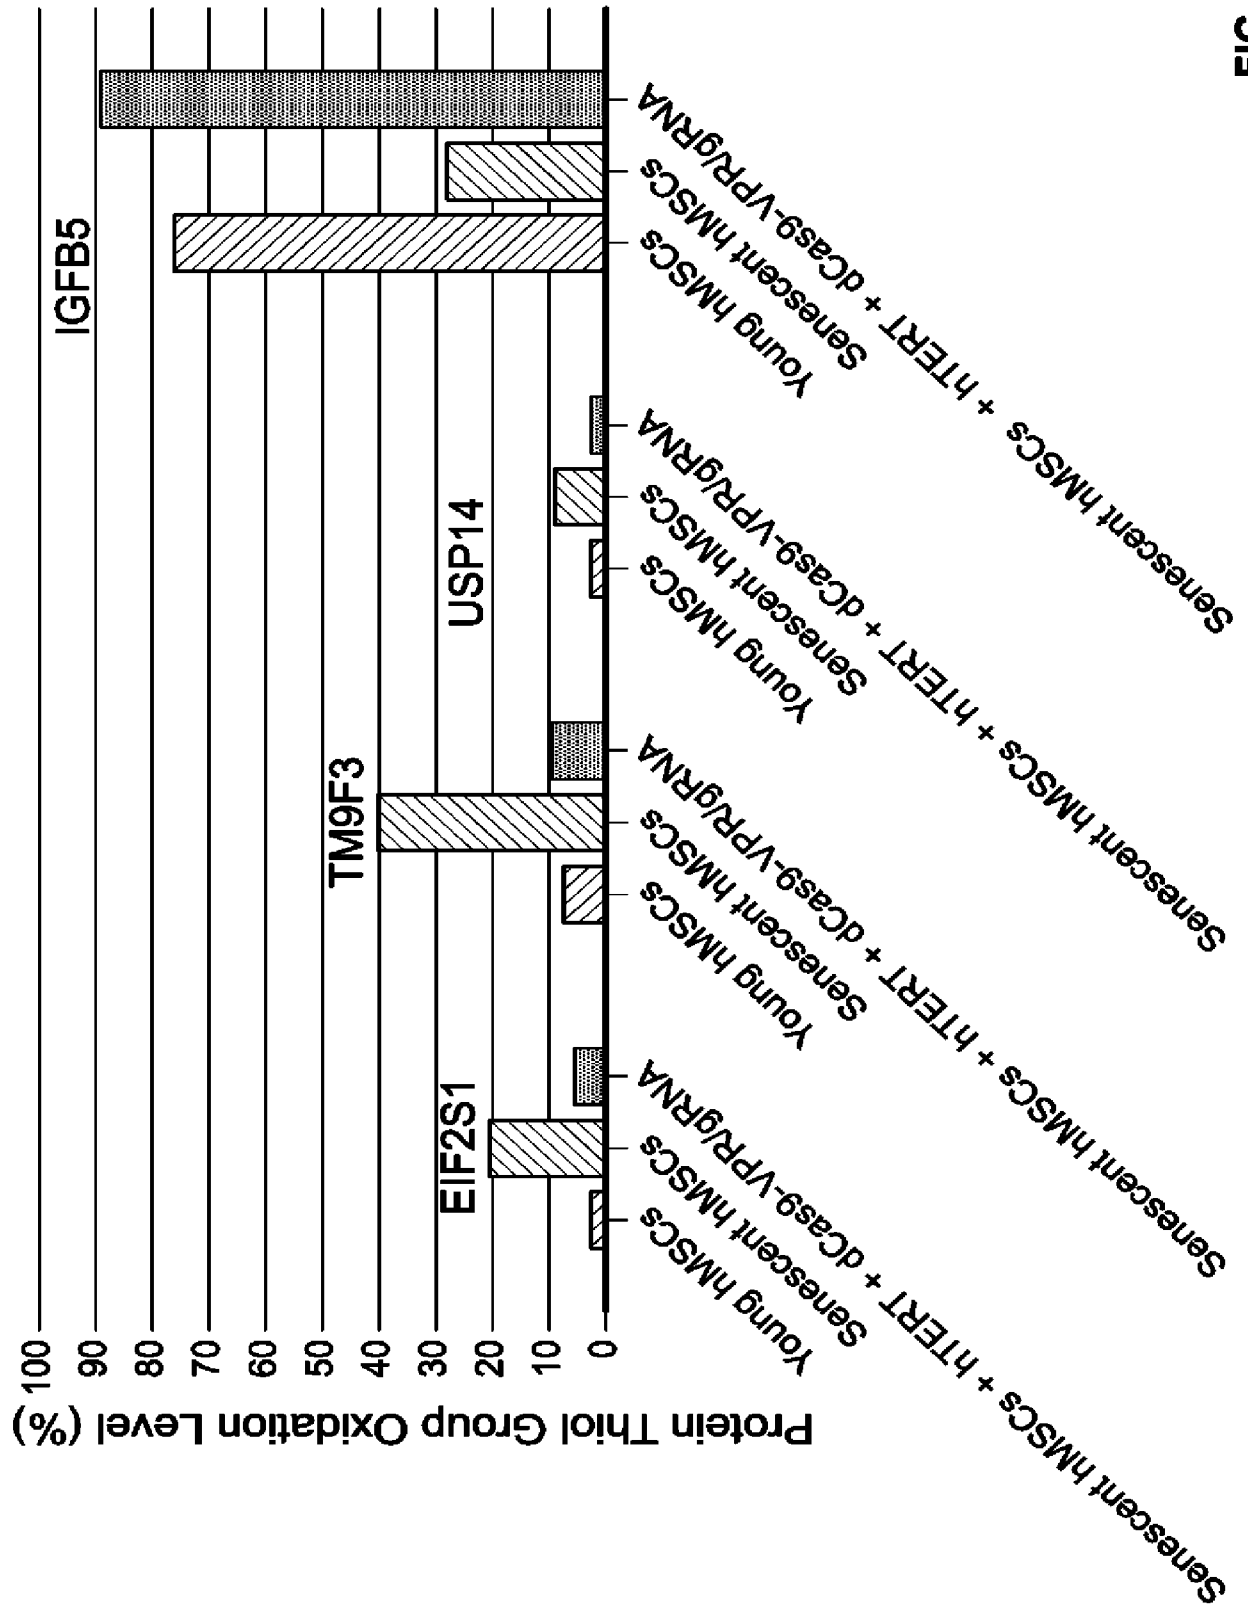 Protein Thiol Group Oxidation Level (%)
100
90
80
70
60
50
40
30
20
10
0
EIF2S1
TM9F3
USP14
IGFB5
Young hMSCs
Senescent hMSCs
Senescent hMSCs + hTERT + dCas9-VPR/gRNA
Young hMSCs
Senescent hMSCs
Senescent hMSCs + hTERT + dCas9-VPR/gRNA
Young hMSCs
Senescent hMSCs
Senescent hMSCs + hTERT + dCas9-VPR/gRNA
Young hMSCs
Senescent hMSCs
Senescent hMSCs + hTERT + dCas9-VPR/gRNA